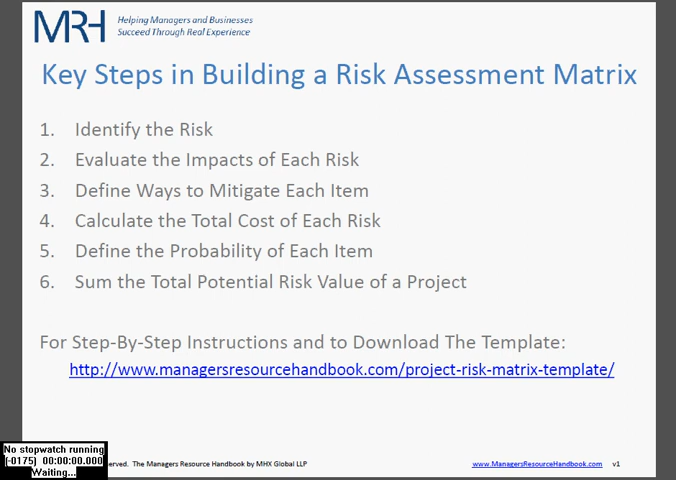 MRH
Helping Managers and Businesses
Succeed Through Real Experience
Key Steps in Building a Risk Assessment Matrix
1. Identify the Risk
2. Evaluate the Impacts of Each Risk
3. Define Ways to Mitigate Each Item
4. Calculate the Total Cost of Each Risk
5. Define the Probability of Each Item
6. Sum the Total Potential Risk Value of a Project
For Step-By-Step Instructions and to Download The Template:
http://www.managersresourcehandbook.com/project-risk-matrix-template/
No stopwatch running
(-0175) 00:00:00.000
Waiting...
erved. The Managers Resource Handbook by MHX Global LLP
www.ManagersResourceHandbook.com v1